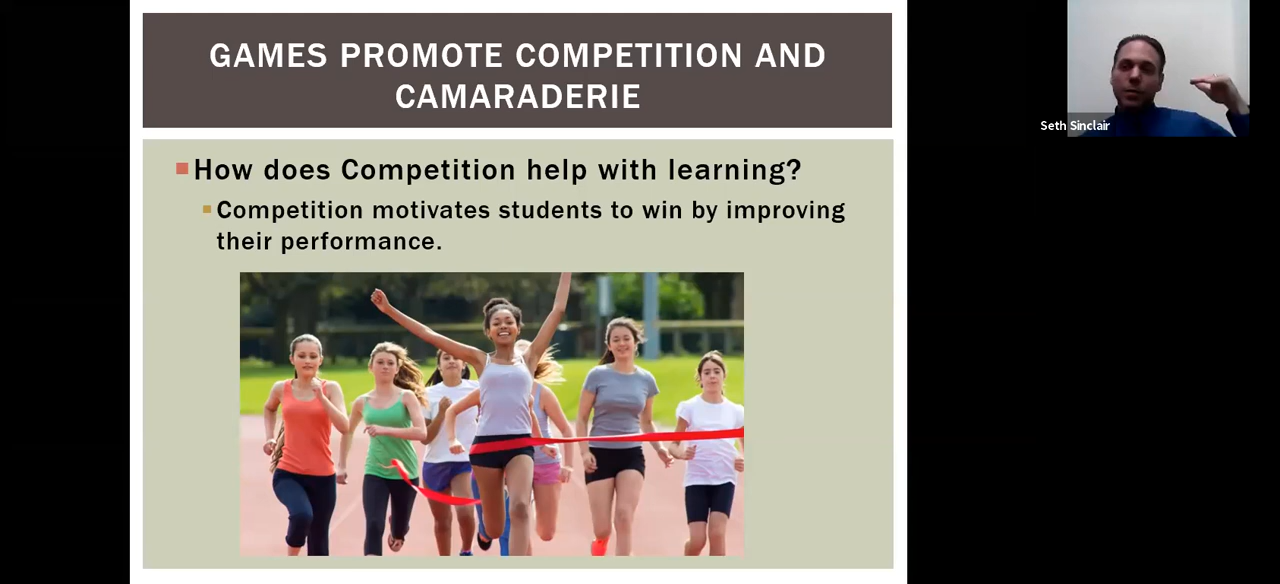 GAMES PROMOTE COMPETITION AND
CAMARADERIE
How does Competition help with learning?
Competition motivates students to win by improving
their performance.
Seth Sinclair